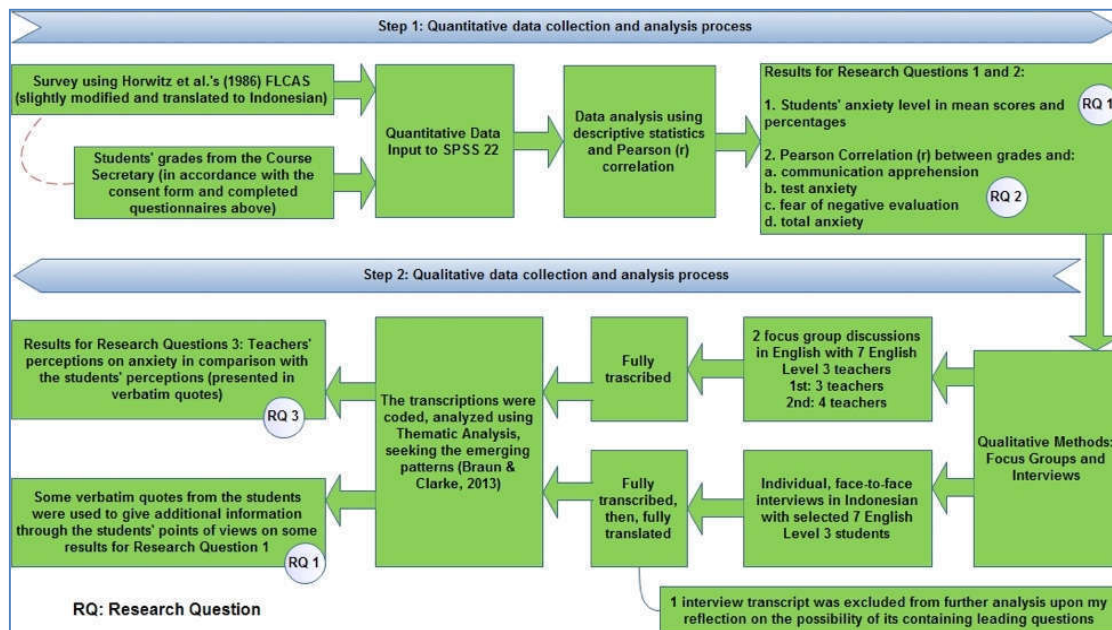 Step 1: Quantitative data collection and analysis process
Survey using Horwitz et al.'s (1986) FLCAS
(slightly modified and translated to Indonesian)
Students' grades from the Course
Secretary (in accordance with the
consent form and completed
questionnaires above)
Quantitative Data
Input to SPSS 22
Data analysis using
descriptive statistics
and Pearson (r)
correlation
Results for Research Questions 1 and 2:
1. Students' anxiety level in mean scores and
percentages
RQ 1
2. Pearson Correlation (r) between grades and:
a. communication apprehension
b. test anxiety
c. fear of negative evaluation
d. total anxiety
RQ 2
Step 2: Qualitative data collection and analysis process
Qualitative Methods:
Focus Groups and
Interviews
2 focus group discussions
in English with 7 English
Level 3 teachers
1st: 3 teachers
2nd: 4 teachers
Fully
trascribed
Individual, face-to-face
interviews in Indonesian
with selected 7 English
Level 3 students
Fully
transcribed,
then, fully
translated
1 interview transcript was excluded from further analysis upon my
reflection on the possibility of its containing leading questions
The transcriptions were
coded, analyzed using
Thematic Analysis,
seeking the emerging
patterns (Braun &
Clarke, 2013)
Results for Research Questions 3: Teachers'
perceptions on anxiety in comparison with
the students' perceptions (presented in
verbatim quotes)
RQ 3
Some verbatim quotes from the students
were used to give additional information
through the students' points of views on some
results for Research Question 1
RQ 1
RQ: Research Question